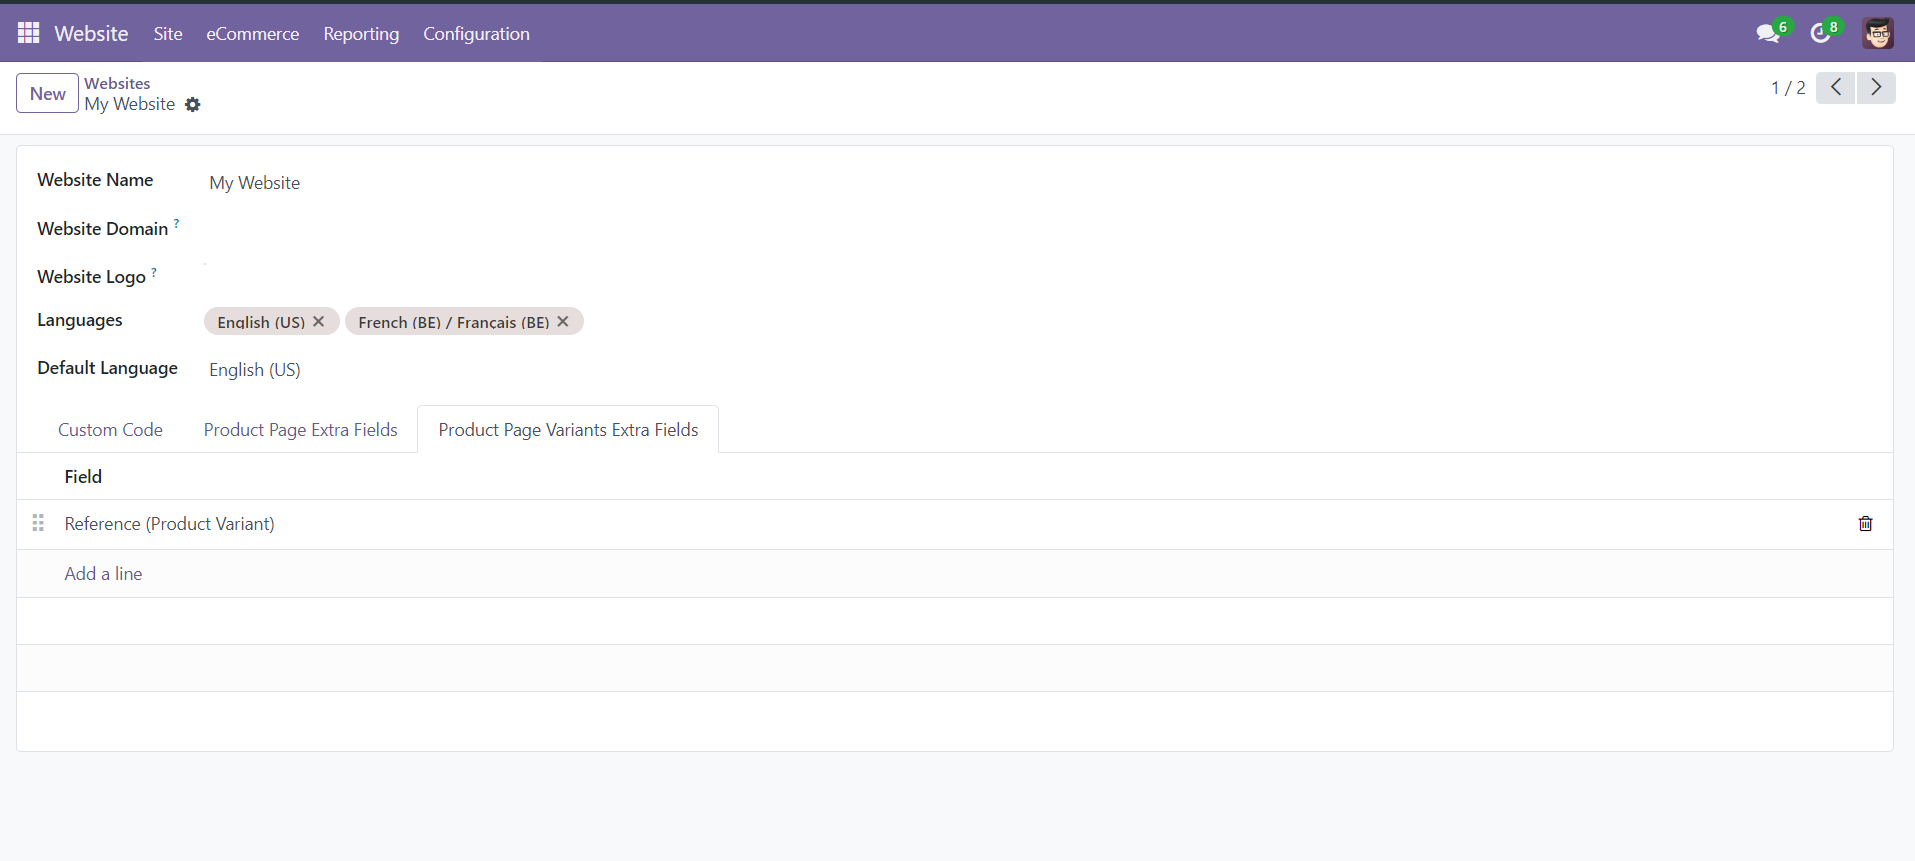 Website Site eCommerce Reporting Configuration 6 8
New Websites 1 / 2
My Website
Website Name My Website
Website Domain ?
Website Logo ?
Languages English (US) French (BE) / Français (BE)
Default Language English (US)
Custom Code Product Page Extra Fields Product Page Variants Extra Fields
Field
Reference (Product Variant)
Add a line